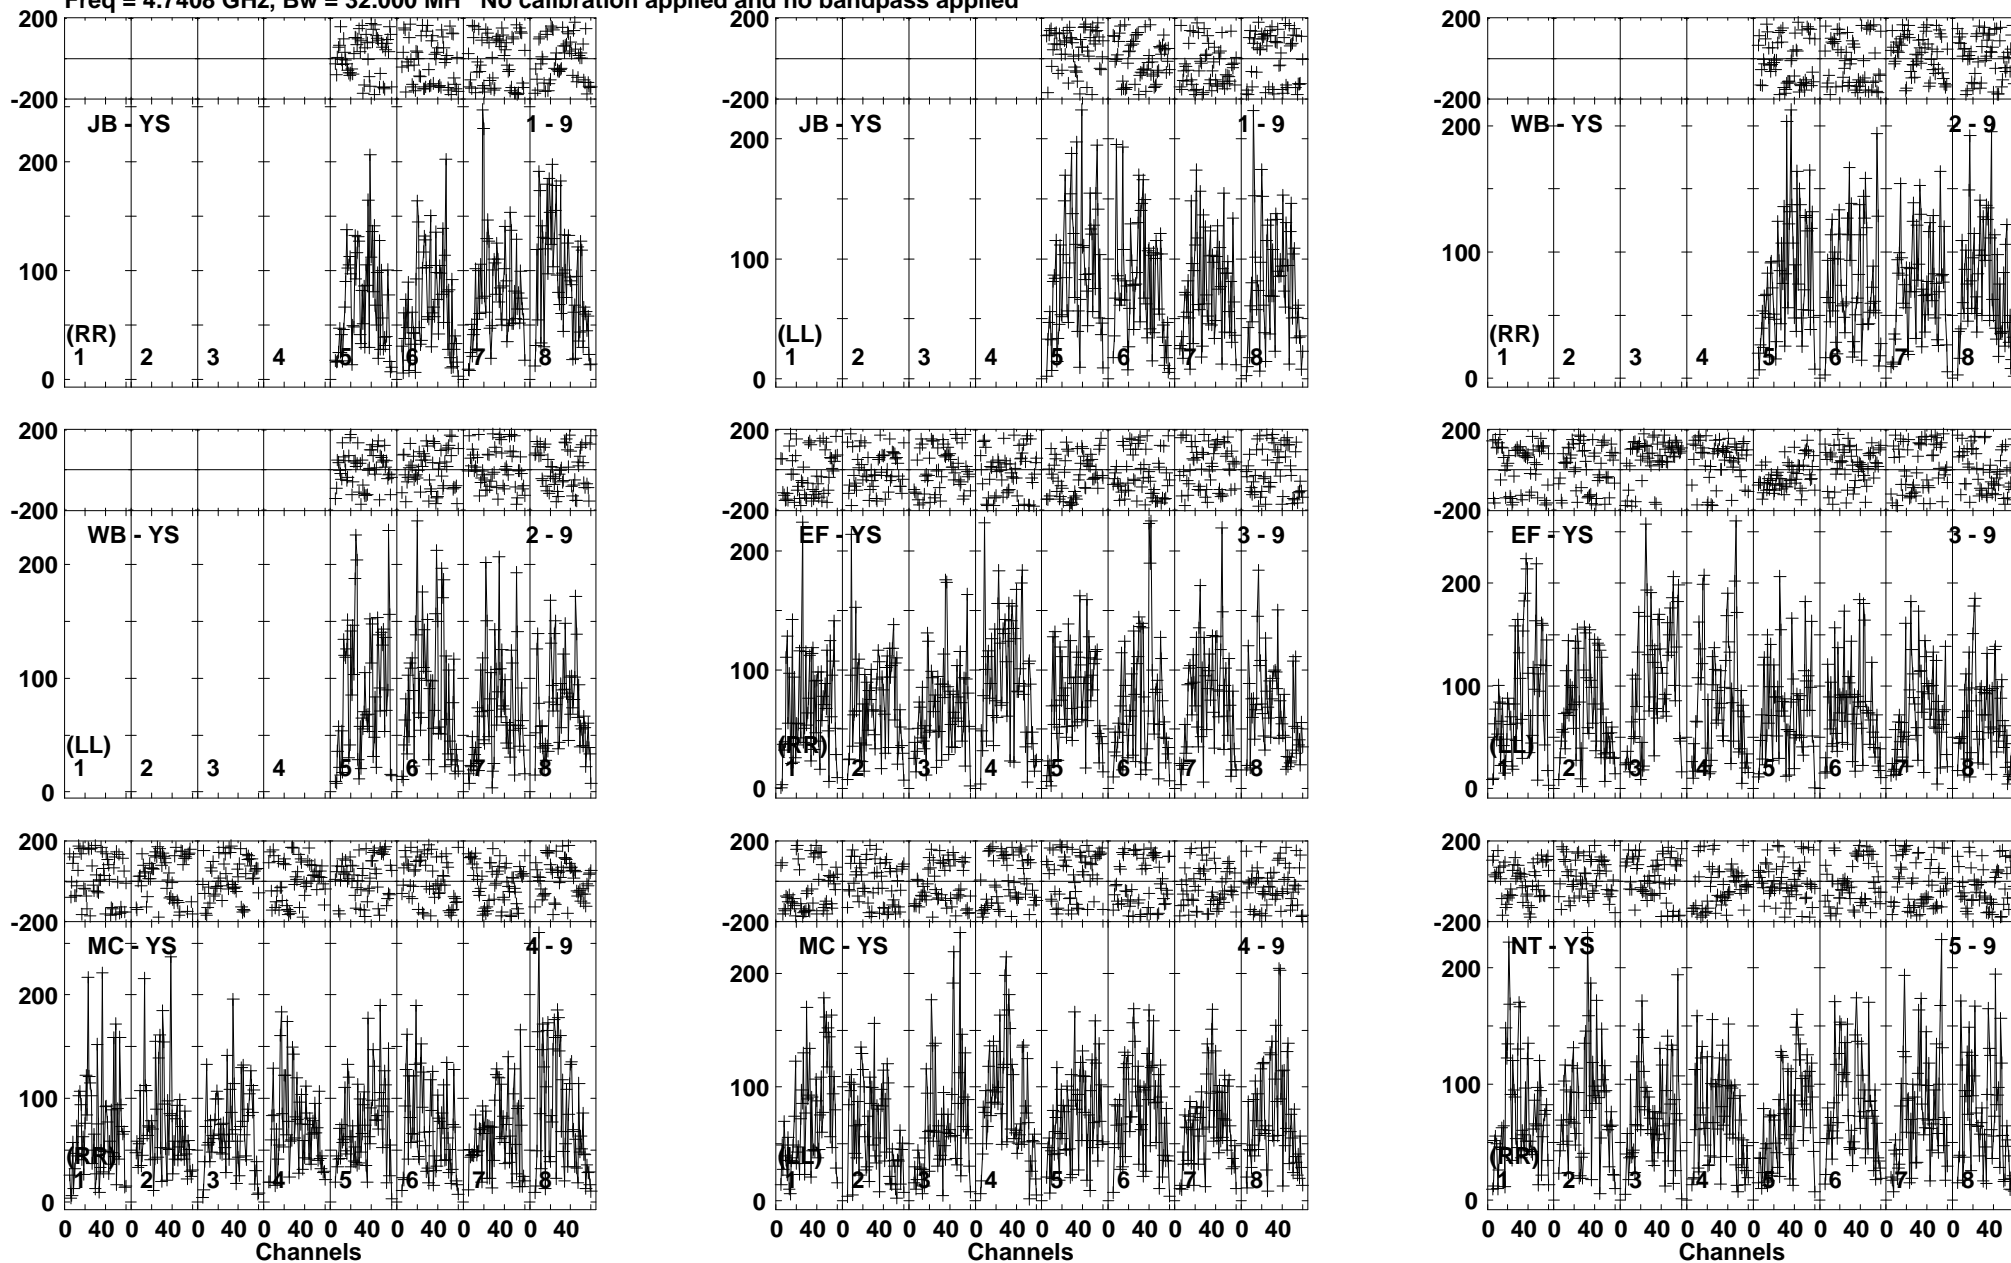 Freq = 4.7408 GHz, Bw = 32.000 MH No calibration applied and no bandpass applied
200 200 200
-200 -200 -200
JB - YS 1 - 9 JB - YS 1 - 9 WB - YS 2 - 9
200 200 200
100 100 100
(RR) (LL) (RR)
1 2 3 4 5 6 7 8 1 2 3 4 5 6 7 8 1 2 3 4 5 6 7 8
0 0 0
200 200 200
-200 -200 -200
WB - YS 2 - 9 EF - YS 3 - 9 EF - YS 3 - 9
200 200 200
100 100 100
(LL) (RR) (LL)
1 2 3 4 5 6 7 8 1 2 3 4 5 6 7 8 1 2 3 4 5 6 7 8
0 0 0
200 200 200
-200 -200 -200
MC - YS 4 - 9 MC - YS 4 - 9 NT - YS 5 - 9
200 200 200
100 100 100
(RR) (LL) (RR)
1 2 3 4 5 6 7 8 1 2 3 4 5 6 7 8 1 2 3 4 5 6 7 8
0 0 0
0 40 0 40 0 40 0 40 0 40 0 40 0 40 0 40 0 40 0 40 0 40 0 40 0 40 0 40 0 40 0 40 0 40 0 40 0 40 0 40 0 40 0 40 0 40 0 40
Channels Channels Channels